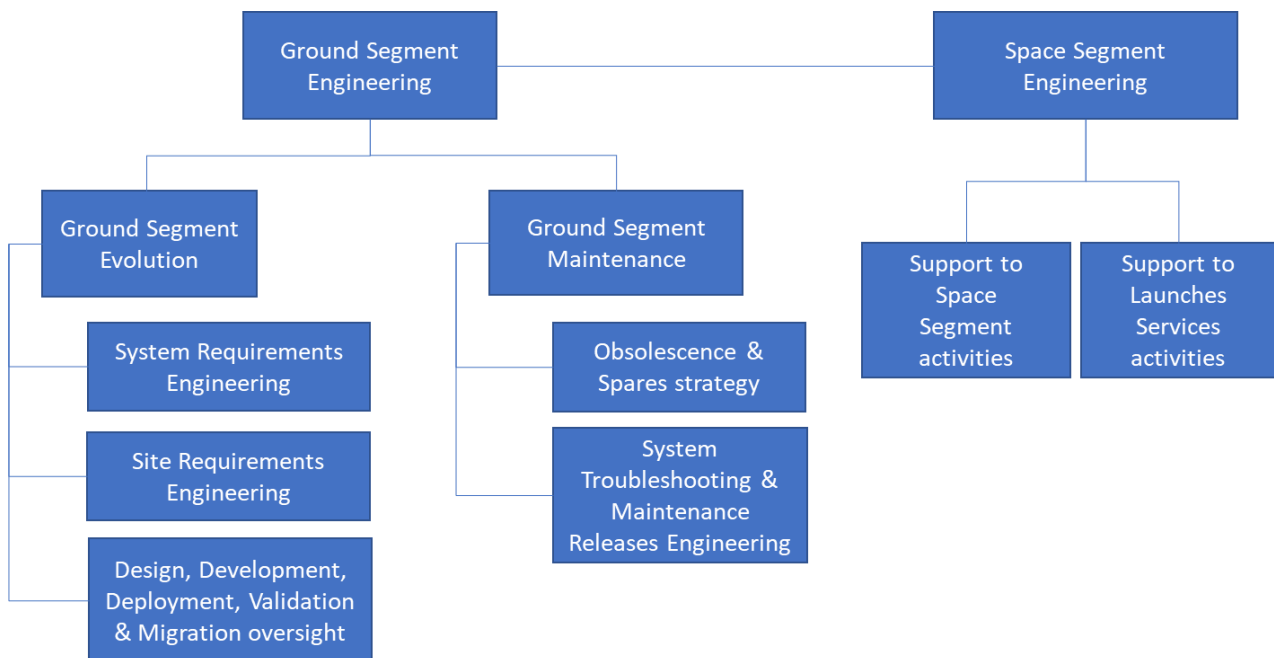 Ground Segment
Engineering
Space Segment
Engineering
Ground Segment
Evolution
Ground Segment
Maintenance
Support to
Space
Segment
activities
Support to
Launches
Services
activities
System Requirements
Engineering
Obsolescence &
Spares strategy
Site Requirements
Engineering
System
Troubleshooting &
Maintenance
Releases Engineering
Design, Development,
Deployment, Validation
& Migration oversight